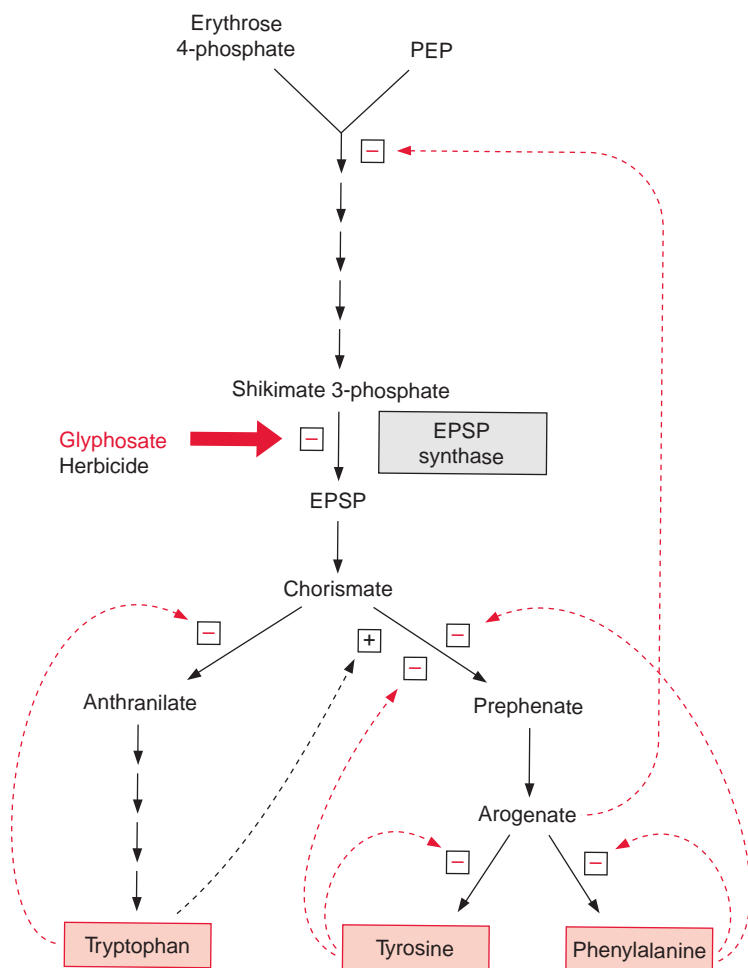 Erythrose
4-phosphate
PEP
−
Shikimate 3-phosphate
Glyphosate
Herbicide
−
EPSP
synthase
EPSP
Chorismate
−
+
−
−
Anthranilate
Prephenate
Arogenate
−
−
Tryptophan
Tyrosine
Phenylalanine